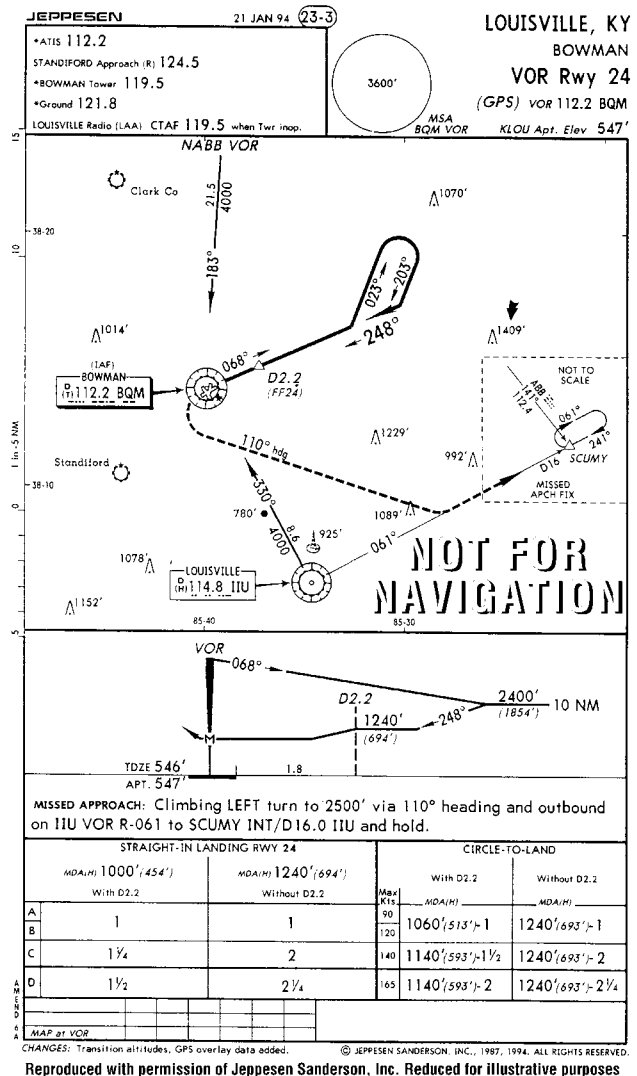 JEPPESEN 21 JAN 94 (23-3)
LOUISVILLE, KY
BOWMAN
VOR Rwy 24
(GPS) VOR 112.2 BQM
KLOU Apt. Elev 547'
*ATIS 112.2
STANDIFORD Approach (R) 124.5
*BOWMAN Tower 119.5
*Ground 121.8
LOUISVILLE Radio (LAA) CTAF 119.5 when Twr inop.
3600'
MSA
BQM VOR
15
NABB VOR
Clark Co
21.5
4000
183°
1070'
38-20
10
023°
203°
248°
1409'
1014'
068°
D2.2
(FF24)
(IAF)
BOWMAN
D
(T) 112.2 BQM
NOT TO
SCALE
ABB
141°
112.4
061°
241°
SCUMY
D16
MISSED
APCH FIX
1 in = 5 NM
110° hdg
1229'
992'
Standiford
38-10
0
330°
780'
8.6
4000
925'
1089'
061°
1078'
LOUISVILLE
D
(H) 114.8 IIU
1152'
NOT FOR
NAVIGATION
5
85-40
85-30
VOR
068°
D2.2
2400'
(1854')
10 NM
1240'
(694')
248°
M
TDZE 546'
APT. 547'
1.8
MISSED APPROACH: Climbing LEFT turn to 2500' via 110° heading and outbound
on IIU VOR R-061 to SCUMY INT/D16.0 IIU and hold.
STRAIGHT-IN LANDING RWY 24
CIRCLE-TO-LAND
MDA(H) 1000'(454')
MDA(H) 1240'(694')
With D2.2
Without D2.2
With D2.2
Without D2.2
Max
Kts
MDA(H)
MDA(H)
A
B
1
1
90
120
1060'(513')-1
1240'(693')-1
C
1¼
2
140
1140'(593')-1½
1240'(693')-2
D
1½
2¼
165
1140'(593')-2
1240'(693')-2¼
AMEND 6A
MAP at VOR
CHANGES: Transition altitudes, GPS overlay data added.
© JEPPESEN SANDERSON, INC., 1987, 1994. ALL RIGHTS RESERVED.
Reproduced with permission of Jeppesen Sanderson, Inc. Reduced for illustrative purposes